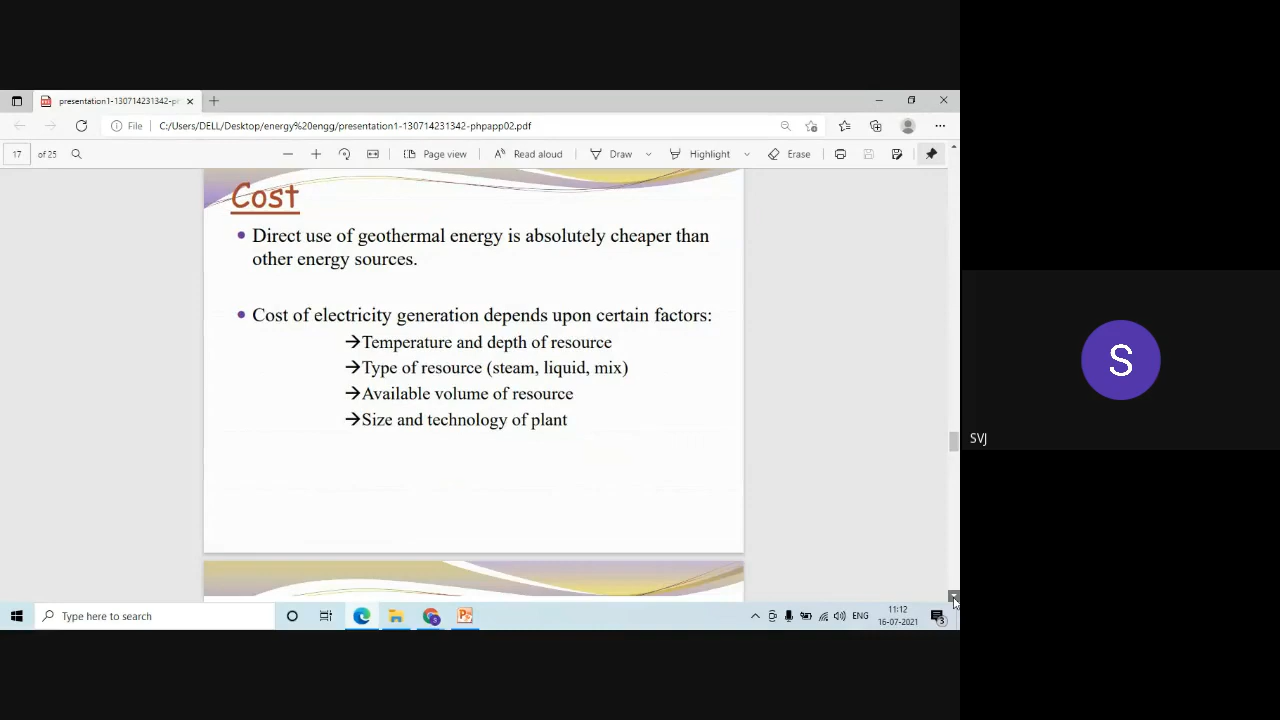 presentation1-130714231342-ph
File
C:/Users/DELL/Desktop/energy%20engg/presentation1-130714231342-phpapp02.pdf
17 of 25
Page view
Read aloud
Draw
Highlight
Erase
Cost
• Direct use of geothermal energy is absolutely cheaper than
other energy sources.
• Cost of electricity generation depends upon certain factors:
→Temperature and depth of resource
→Type of resource (steam, liquid, mix)
→Available volume of resource
→Size and technology of plant
S
SVJ
Type here to search
ENG
11:12
16-07-2021
3